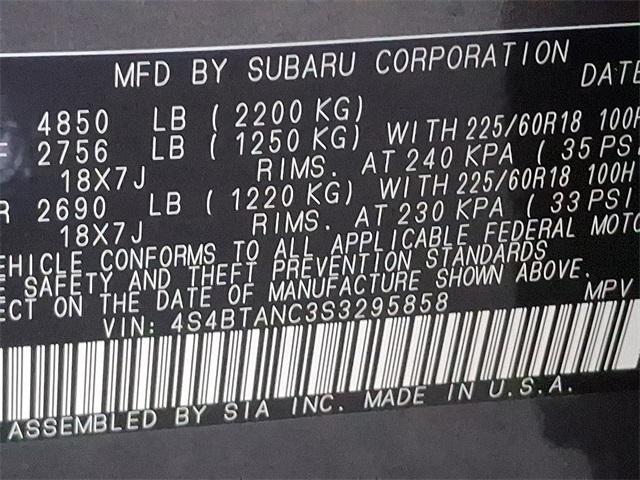 MFD BY SUBARU CORPORATION
DATE
4850 LB ( 2200 KG)
F 2756 LB ( 1250 KG) WITH 225/60R18 100H
18X7J RIMS. AT 240 KPA ( 35 PSI
R 2690 LB ( 1220 KG) WITH 225/60R18 100H
18X7J RIMS. AT 230 KPA ( 33 PSI
EHICLE CONFORMS TO ALL APPLICABLE FEDERAL MOTO
E SAFETY AND THEFT PREVENTION STANDARDS
ECT ON THE DATE OF MANUFACTURE SHOWN ABOVE.
VIN: 4S4BTANC3S3295858
MPV
ASSEMBLED BY SIA INC. MADE IN U.S.A.